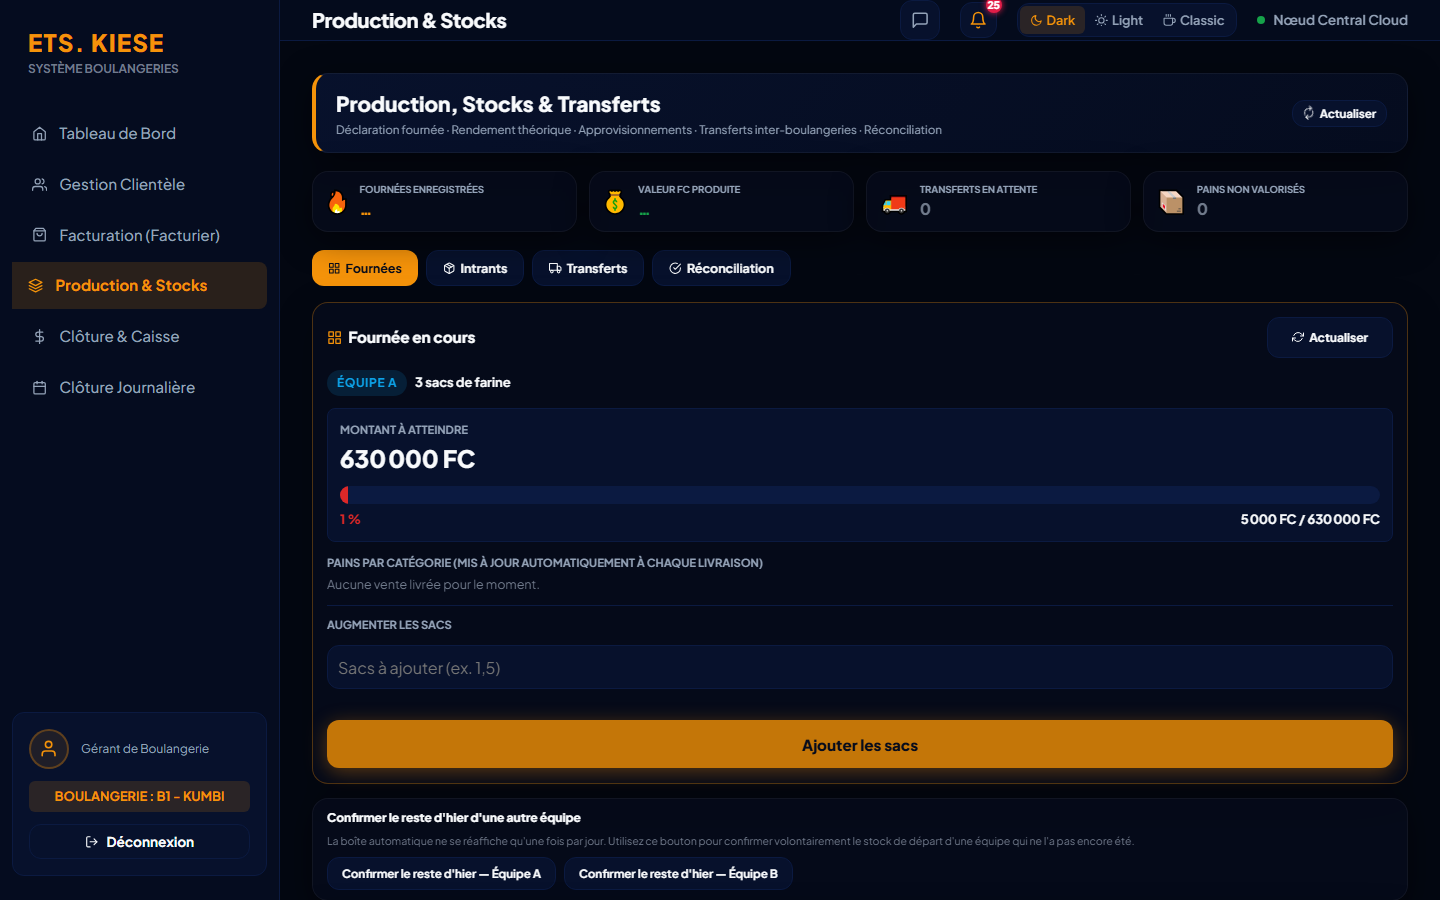 ETS. KIESE
SYSTÈME BOULANGERIES
Tableau de Bord
Gestion Clientèle
Facturation (Facturier)
Production & Stocks
Clôture & Caisse
Clôture Journalière
Gérant de Boulangerie
BOULANGERIE : B1 - KUMBI
Déconnexion
Production & Stocks
25
Dark
Light
Classic
Nœud Central Cloud
Production, Stocks & Transferts
Déclaration fournée · Rendement théorique · Approvisionnements · Transferts inter-boulangeries · Réconciliation
Actualiser
FOURNÉES ENREGISTRÉES
...
VALEUR FC PRODUITE
...
TRANSFERTS EN ATTENTE
0
PAINS NON VALORISÉS
0
Fournées
Intrants
Transferts
Réconciliation
Fournée en cours
Actualiser
ÉQUIPE A
3 sacs de farine
MONTANT À ATTEINDRE
630 000 FC
1 %
5 000 FC / 630 000 FC
PAINS PAR CATÉGORIE (MIS À JOUR AUTOMATIQUEMENT À CHAQUE LIVRAISON)
Aucune vente livrée pour le moment.
AUGMENTER LES SACS
Sacs à ajouter (ex. 1,5)
Ajouter les sacs
Confirmer le reste d'hier d'une autre équipe
La boîte automatique ne se réaffiche qu'une fois par jour. Utilisez ce bouton pour confirmer volontairement le stock de départ d'une équipe qui ne l'a pas encore été.
Confirmer le reste d'hier — Équipe A
Confirmer le reste d'hier — Équipe B